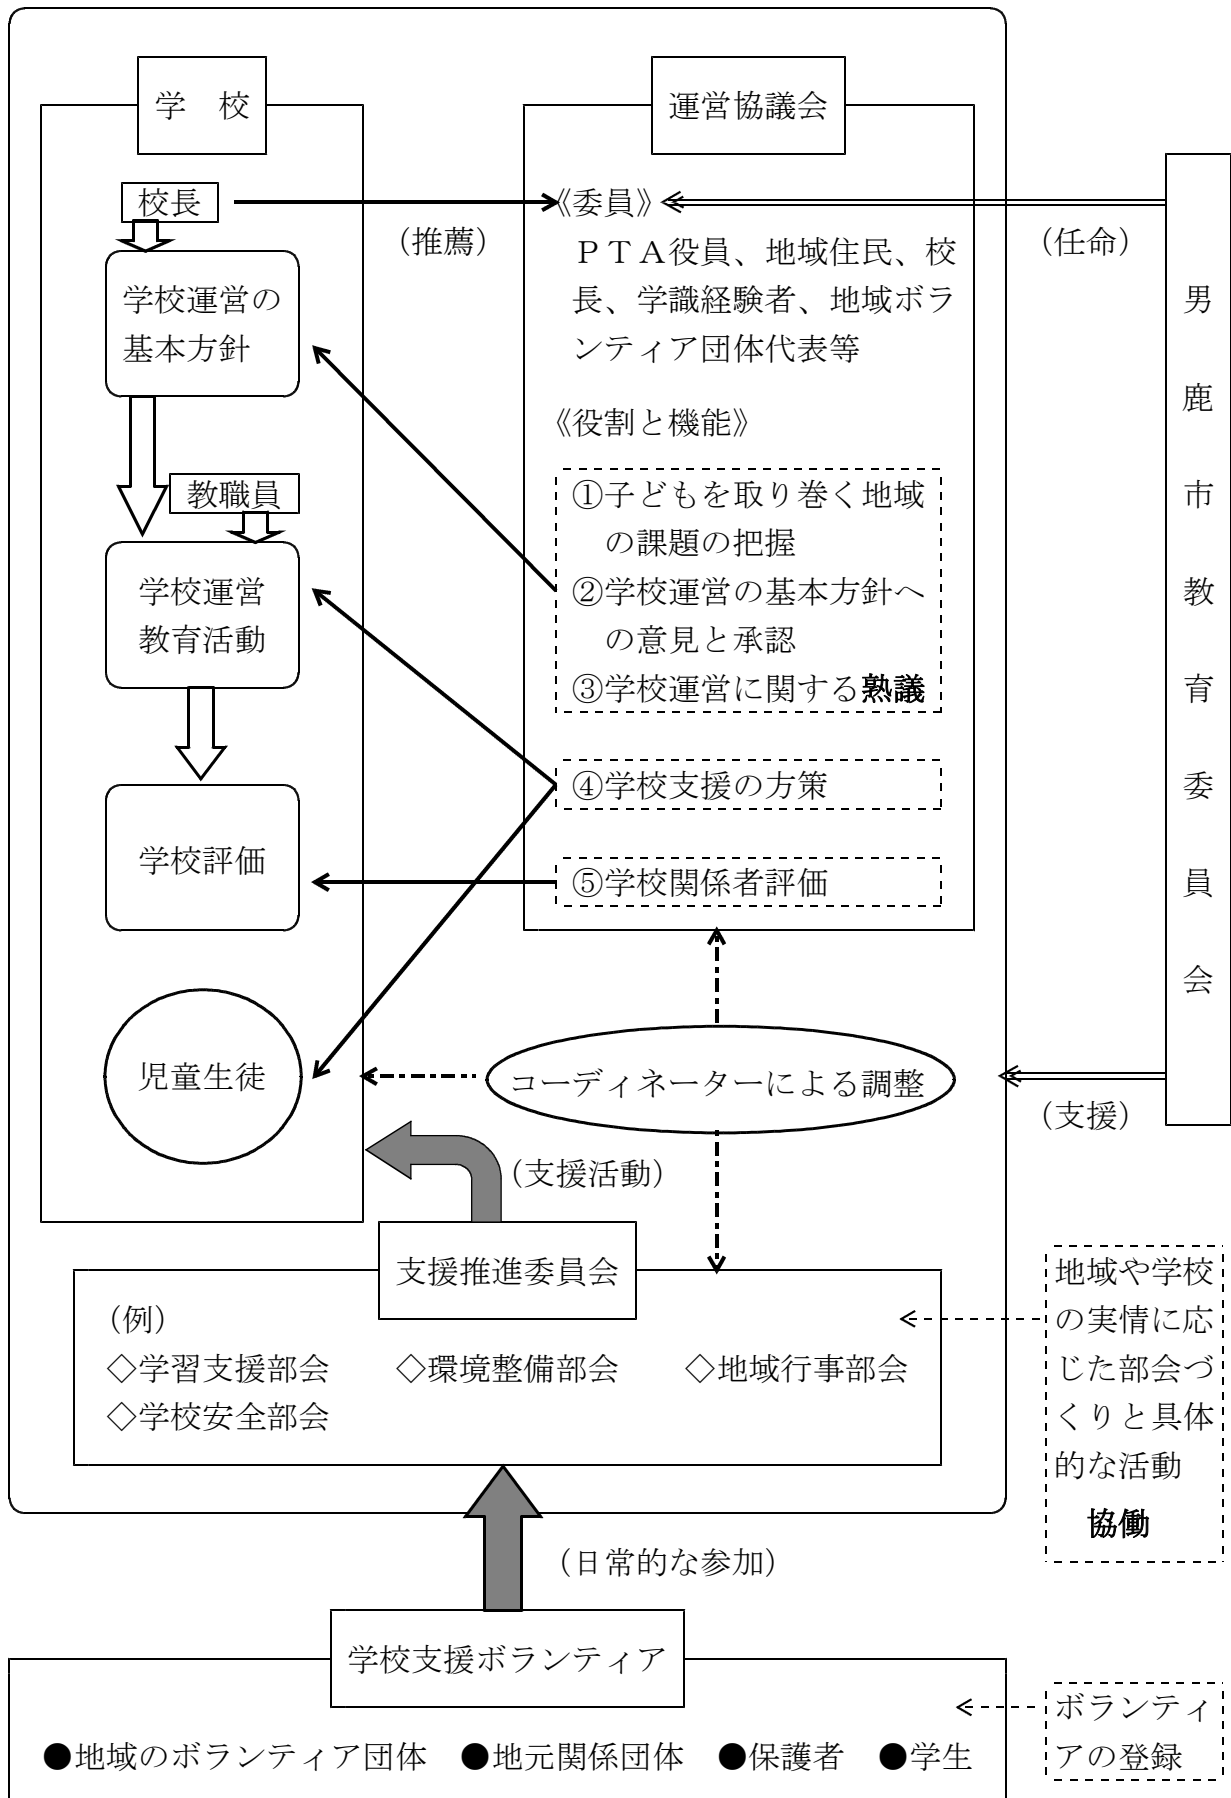 学　校
運営協議会
校長
《委員》
（推薦）
（任命）
ＰＴＡ役員、地域住民、校
長、学識経験者、地域ボラ
ンティア団体代表等
学校運営の
基本方針
男鹿市教育委員会
《役割と機能》
教職員
①子どもを取り巻く地域
の課題の把握
②学校運営の基本方針へ
の意見と承認
③学校運営に関する熟議
学校運営
教育活動
④学校支援の方策
学校評価
⑤学校関係者評価
児童生徒
コーディネーターによる調整
（支援）
（支援活動）
支援推進委員会
（例）
◇学習支援部会　◇環境整備部会　◇地域行事部会
◇学校安全部会
地域や学校
の実情に応
じた部会づ
くりと具体
的な活動
協働
（日常的な参加）
学校支援ボランティア
●地域のボランティア団体　●地元関係団体　●保護者　●学生
ボランティ
アの登録